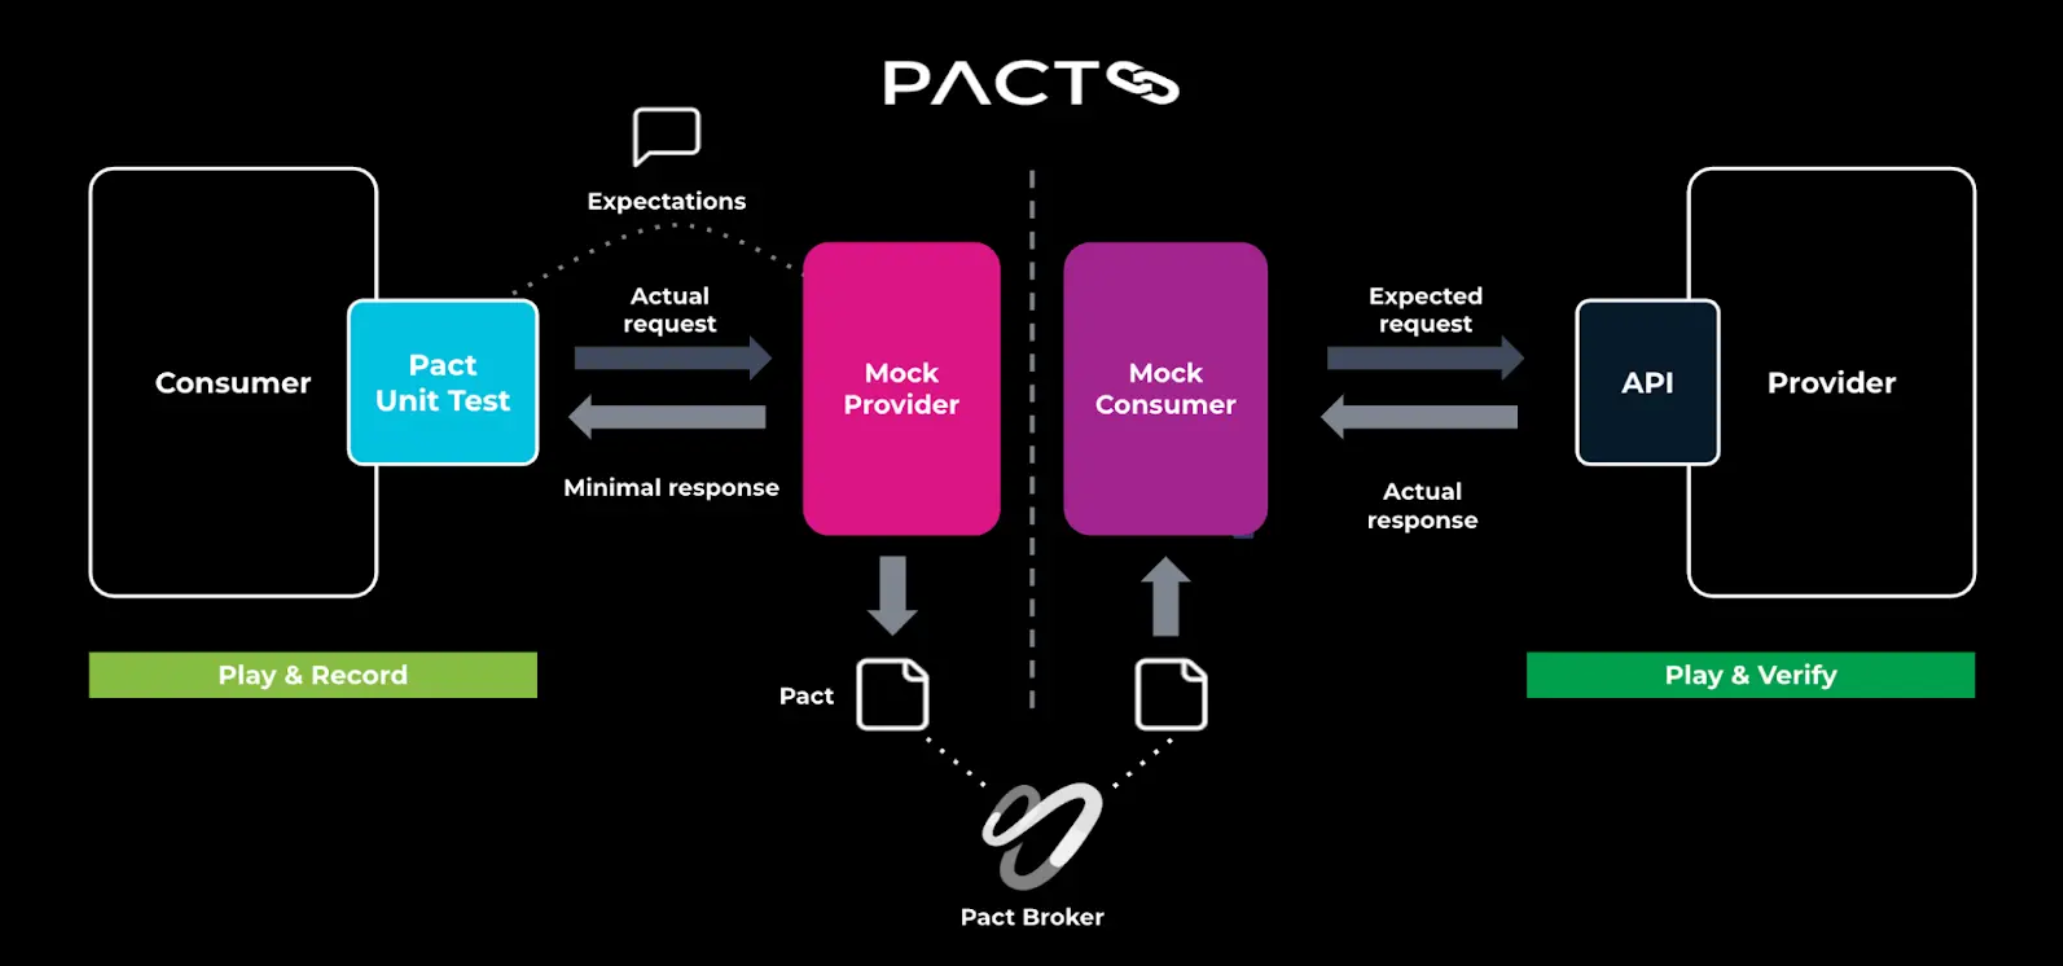 PACT
Expectations
Actual
request
Expected
request
Consumer
Pact
Unit Test
Mock
Provider
Mock
Consumer
API
Provider
Minimal response
Actual
response
Play & Record
Pact
Play & Verify
Pact Broker